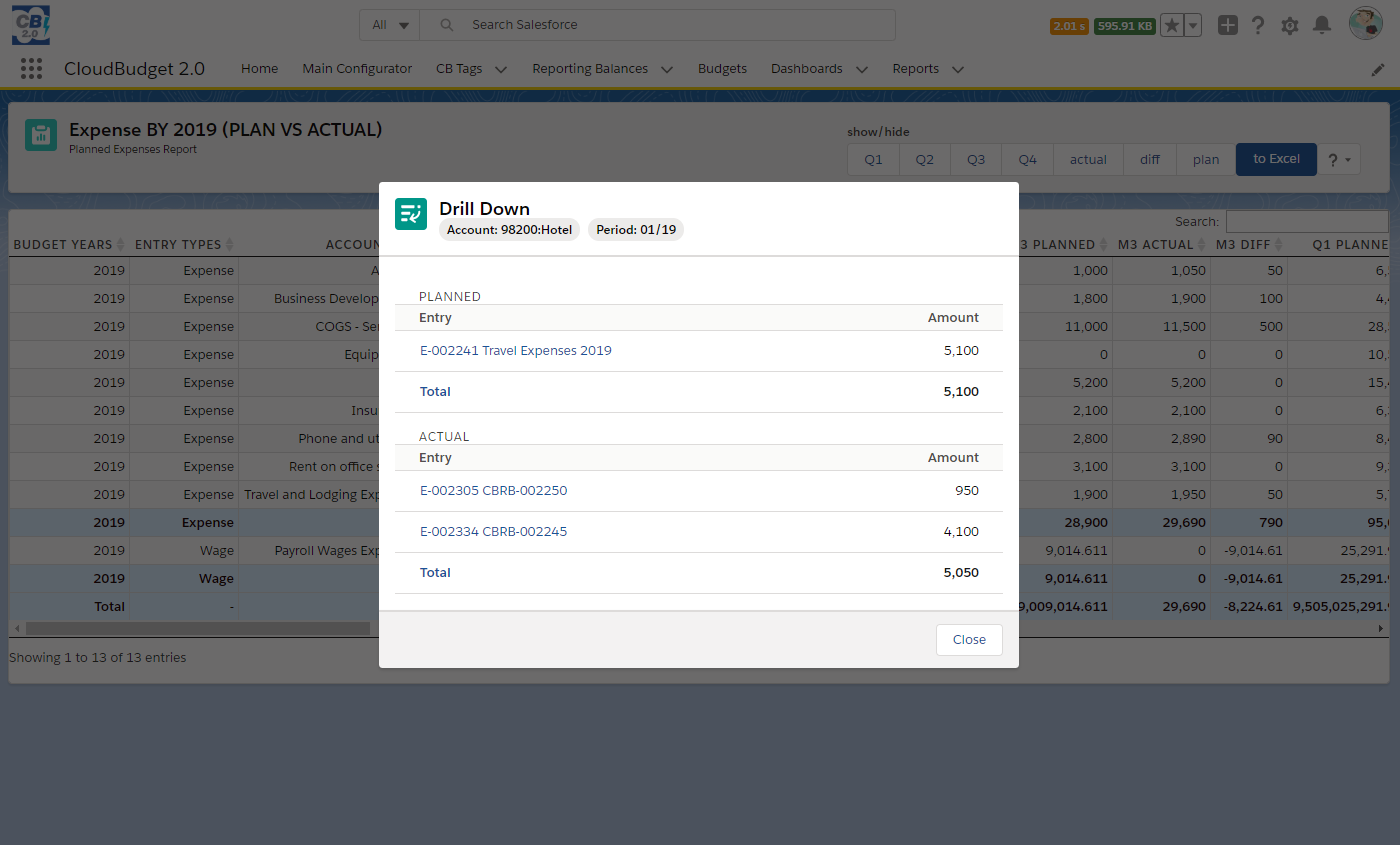 CB
2.0
All
Search Salesforce
2.01 s
595.91 KB
CloudBudget 2.0
Home
Main Configurator
CB Tags
Reporting Balances
Budgets
Dashboards
Reports
Expense BY 2019 (PLAN VS ACTUAL)
Planned Expenses Report
show/hide
Q1 Q2 Q3 Q4 actual diff plan to Excel ?
Drill Down
Account: 98200:Hotel Period: 01/19
Search:
BUDGET YEARS ENTRY TYPES ACCOUN 3 PLANNED M3 ACTUAL M3 DIFF Q1 PLANNE
2019 Expense A 1,000 1,050 50 6,
2019 Expense Business Develop 1,800 1,900 100 4,
2019 Expense COGS - Se 11,000 11,500 500 28,
2019 Expense Equip 0 0 0 10,
2019 Expense 5,200 5,200 0 15,
2019 Expense Insu 2,100 2,100 0 6,
2019 Expense Phone and ut 2,800 2,890 90 8,
2019 Expense Rent on office s 3,100 3,100 0 9,
2019 Expense Travel and Lodging Exp 1,900 1,950 50 5,
2019 Expense 28,900 29,690 790 95,
2019 Wage Payroll Wages Exp 9,014.611 0 -9,014.61 25,291.
2019 Wage 9,014.611 0 -9,014.61 25,291.
Total - 9,009,014.611 29,690 -8,224.61 9,505,025,291.
PLANNED
Entry Amount
E-002241 Travel Expenses 2019 5,100
Total 5,100
ACTUAL
Entry Amount
E-002305 CBRB-002250 950
E-002334 CBRB-002245 4,100
Total 5,050
Close
Showing 1 to 13 of 13 entries